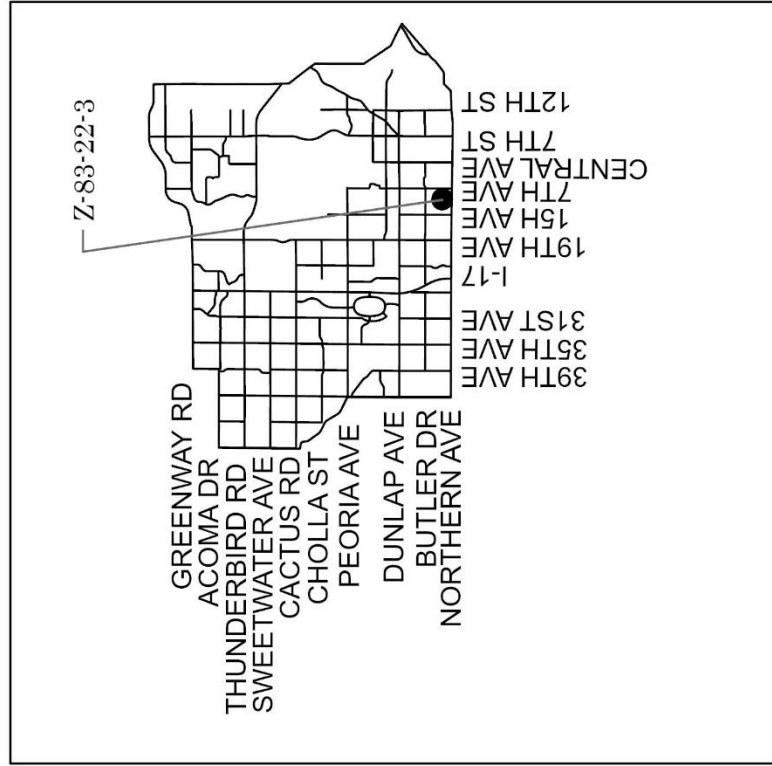 Z-83-22-3
GREENWAY RD
ACOMA DR
THUNDERBIRD RD
SWEETWATER AVE
CACTUS RD
CHOLLA ST
PEORIA AVE
DUNLAP AVE
BUTLER DR
NORTHERN AVE
39TH AVE
35TH AVE
31ST AVE
I-17
19TH AVE
15H AVE
7TH AVE
CENTRAL AVE
7TH ST
12TH ST